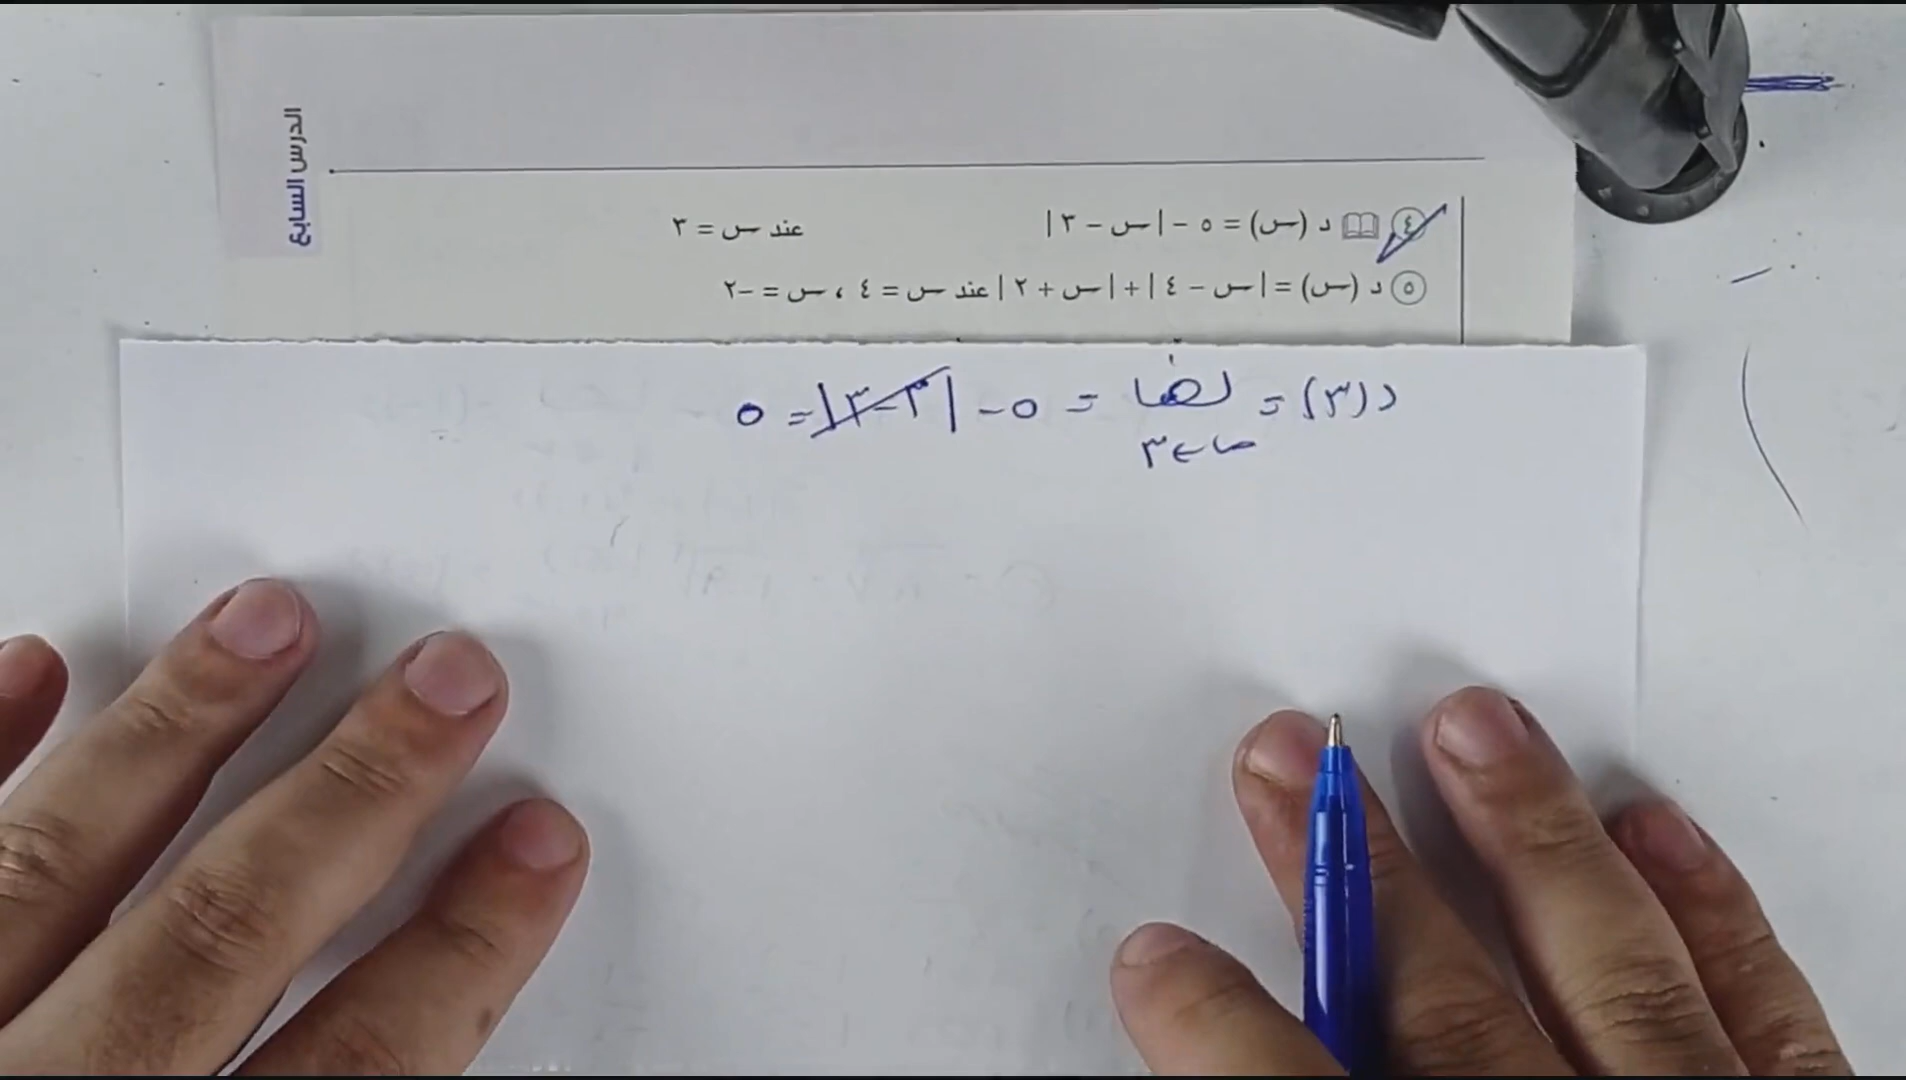 الدرس السابع
٤ د (س) = ٥ - |س - ٣| عند س = ٣
٥ د (س) = |س - ٤| + |س + ٢| عند س = ٤ ، س = -٢
د(٣) = نهــا = ٥ - |٣ - ٣| = ٥
س ← ٣